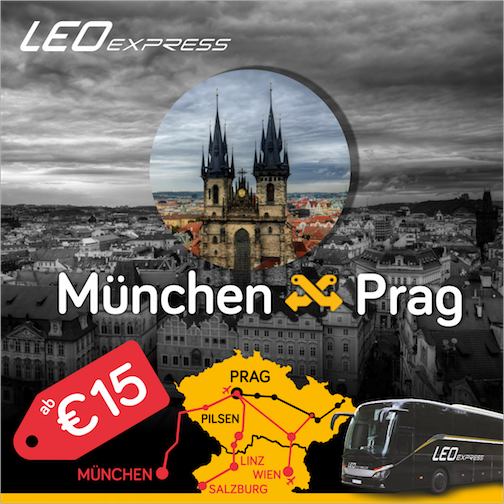 LEO EXPRESS
München Prag
ab €15
PRAG
PILSEN
MÜNCHEN
LINZ
WIEN
SALZBURG
LEO EXPRESS